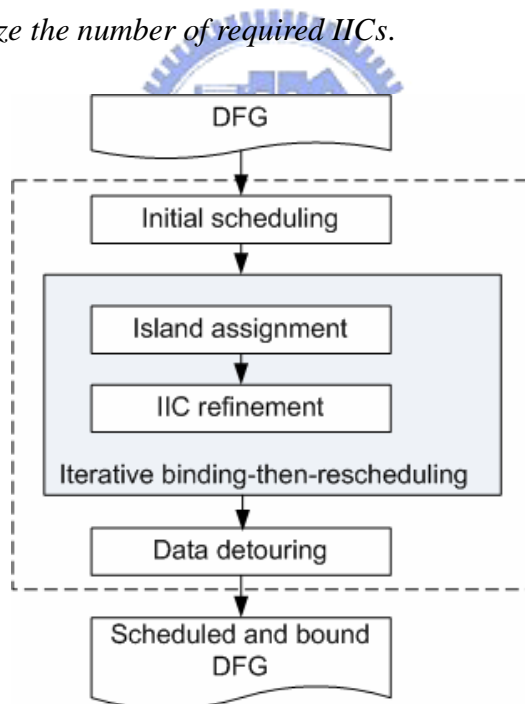 ze the number of required IICs.
DFG
Initial scheduling
Island assignment
IIC refinement
Iterative binding-then-rescheduling
Data detouring
Scheduled and bound
DFG